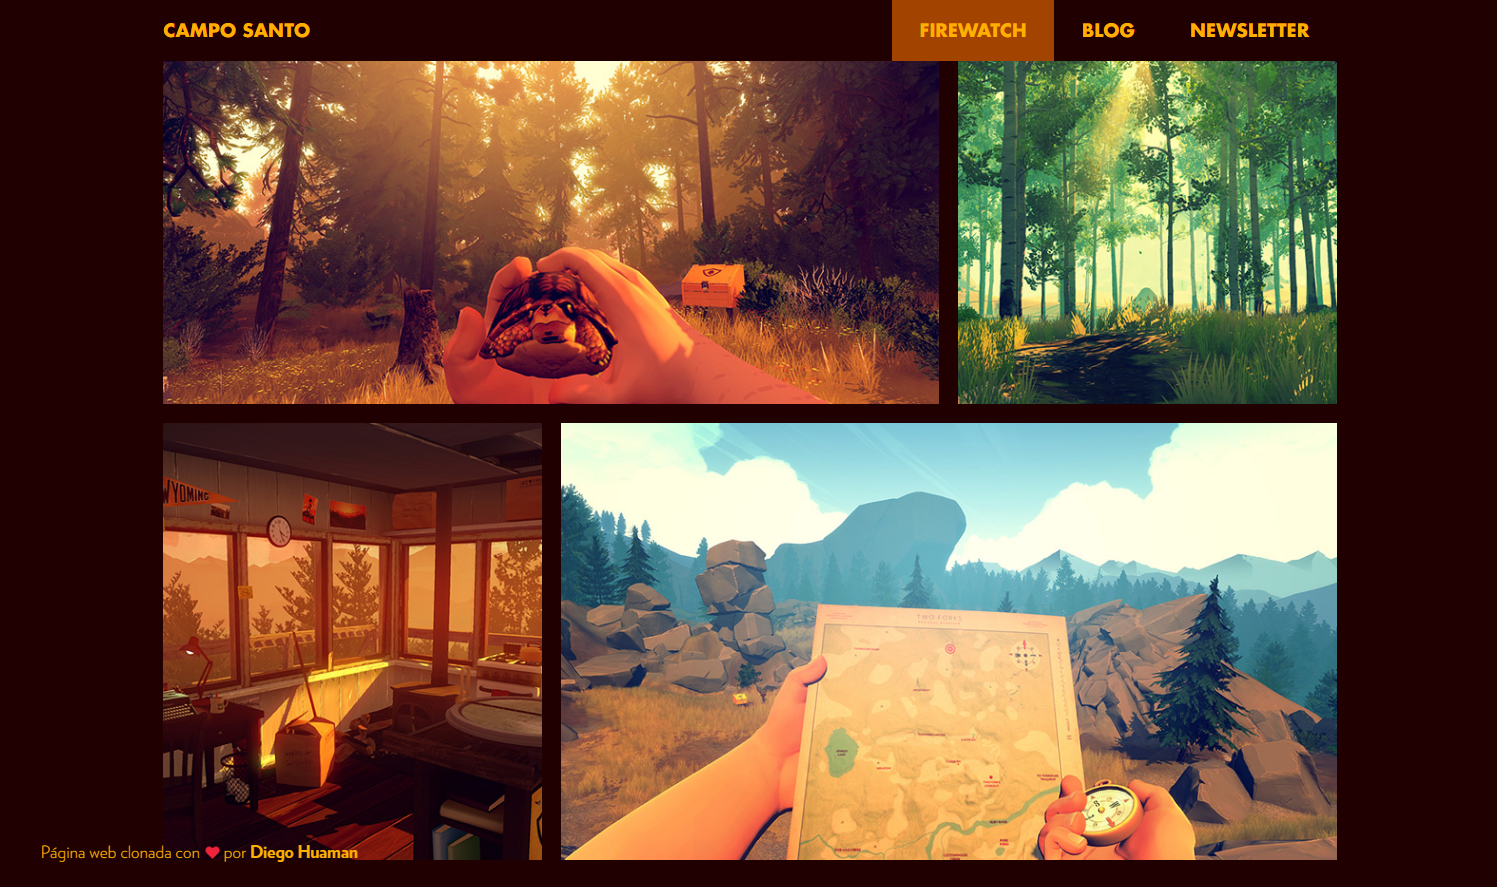 CAMPO SANTO
FIREWATCH
BLOG
NEWSLETTER
WYOMING
TWO FORKS
Página web clonada con ❤ por Diego Huaman